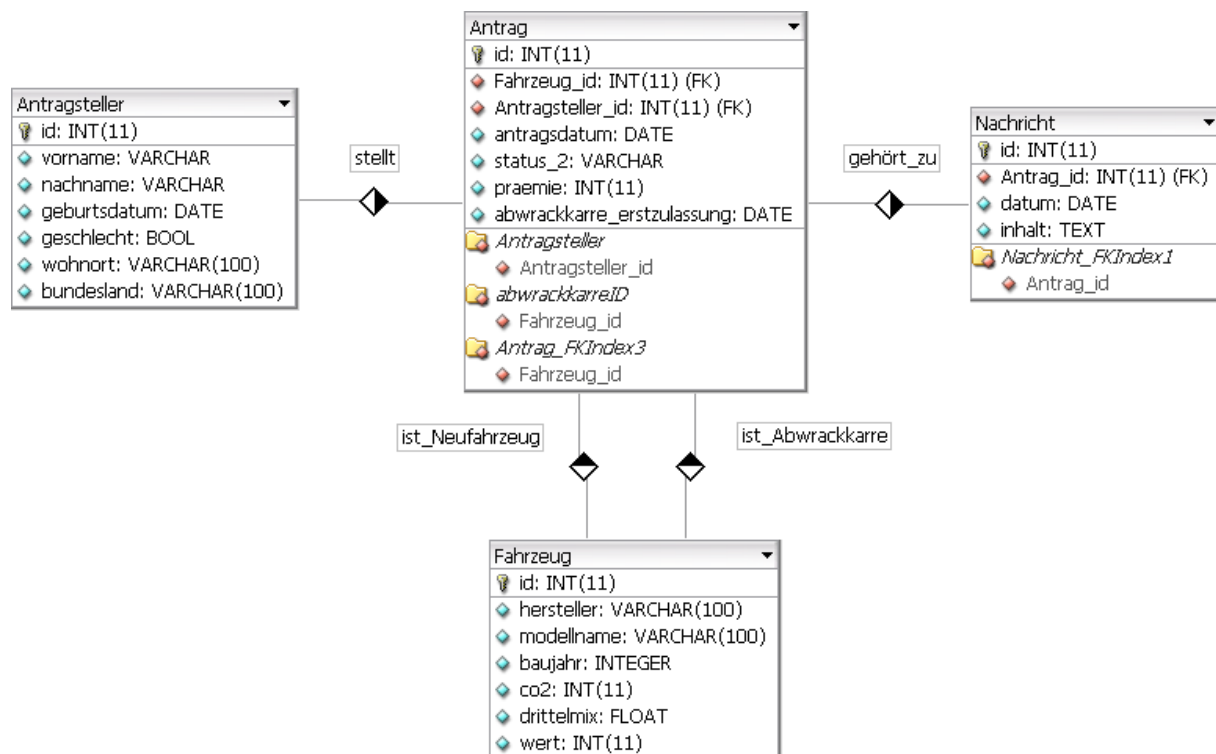 Antrag
id: INT(11)
Fahrzeug_id: INT(11) (FK)
Antragsteller_id: INT(11) (FK)
antragsdatum: DATE
status_2: VARCHAR
praemie: INT(11)
abwrackkarre_erstzulassung: DATE
Antragsteller
Antragsteller_id
abwrackkarreID
Fahrzeug_id
Antrag_FKIndex3
Fahrzeug_id
Antragsteller
id: INT(11)
vorname: VARCHAR
nachname: VARCHAR
geburtsdatum: DATE
geschlecht: BOOL
wohnort: VARCHAR(100)
bundesland: VARCHAR(100)
stellt
gehört_zu
Nachricht
id: INT(11)
Antrag_id: INT(11) (FK)
datum: DATE
inhalt: TEXT
Nachricht_FKIndex1
Antrag_id
ist_Neufahrzeug
ist_Abwrackkarre
Fahrzeug
id: INT(11)
hersteller: VARCHAR(100)
modellname: VARCHAR(100)
baujahr: INTEGER
co2: INT(11)
drittelmix: FLOAT
wert: INT(11)